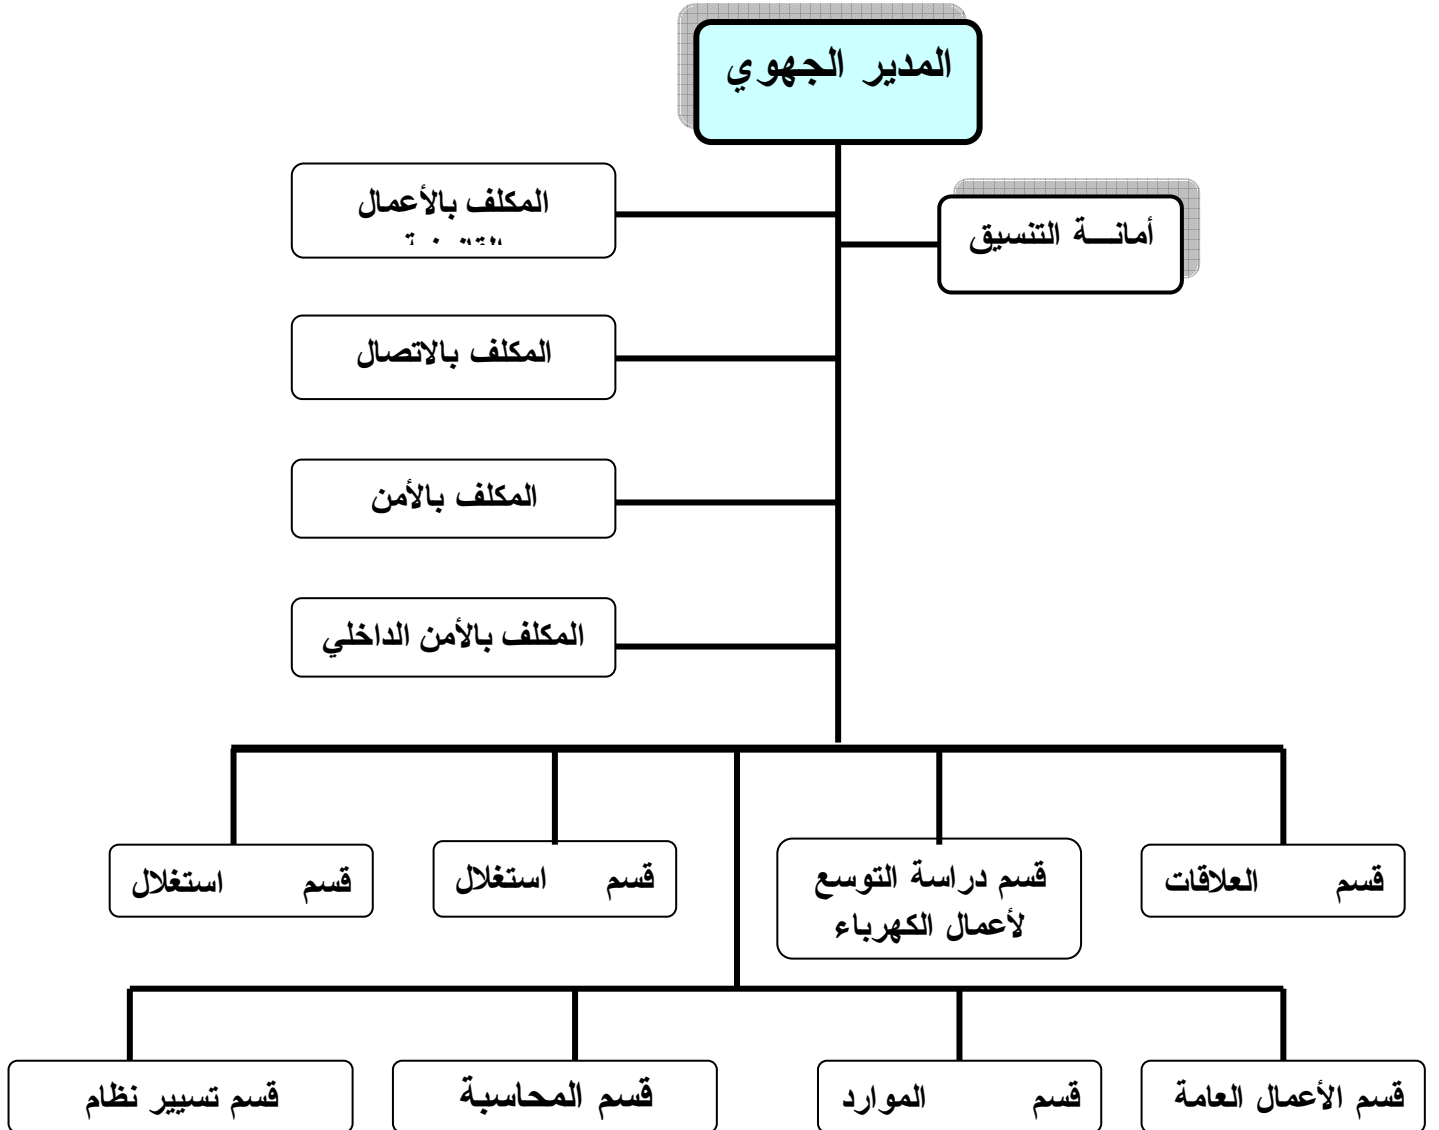 المدير الجهوي
المكلف بالأعمال
أمانـــة التنسيق
المكلف بالاتصال
المكلف بالأمن
المكلف بالأمن الداخلي
قسم العلاقات
قسم دراسة التوسع
لأعمال الكهرباء
قسم استغلال
قسم استغلال
قسم الأعمال العامة
قسم الموارد
قسم المحاسبة
قسم تسيير نظام